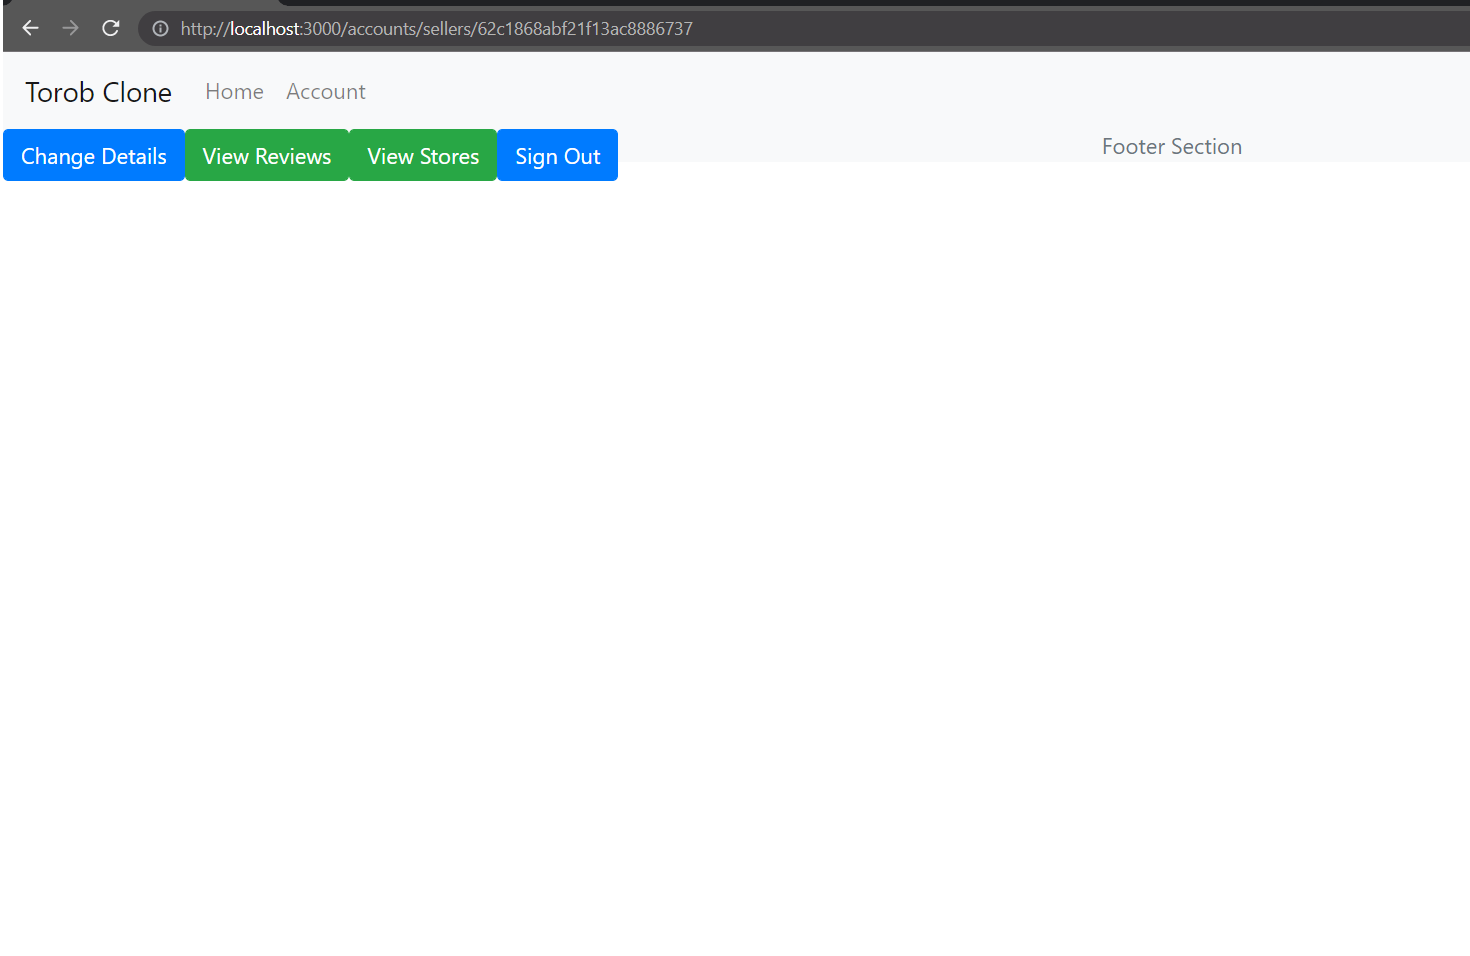 http://localhost:3000/accounts/sellers/62c1868abf21f13ac8886737
Torob Clone Home Account
Change Details View Reviews View Stores Sign Out Footer Section